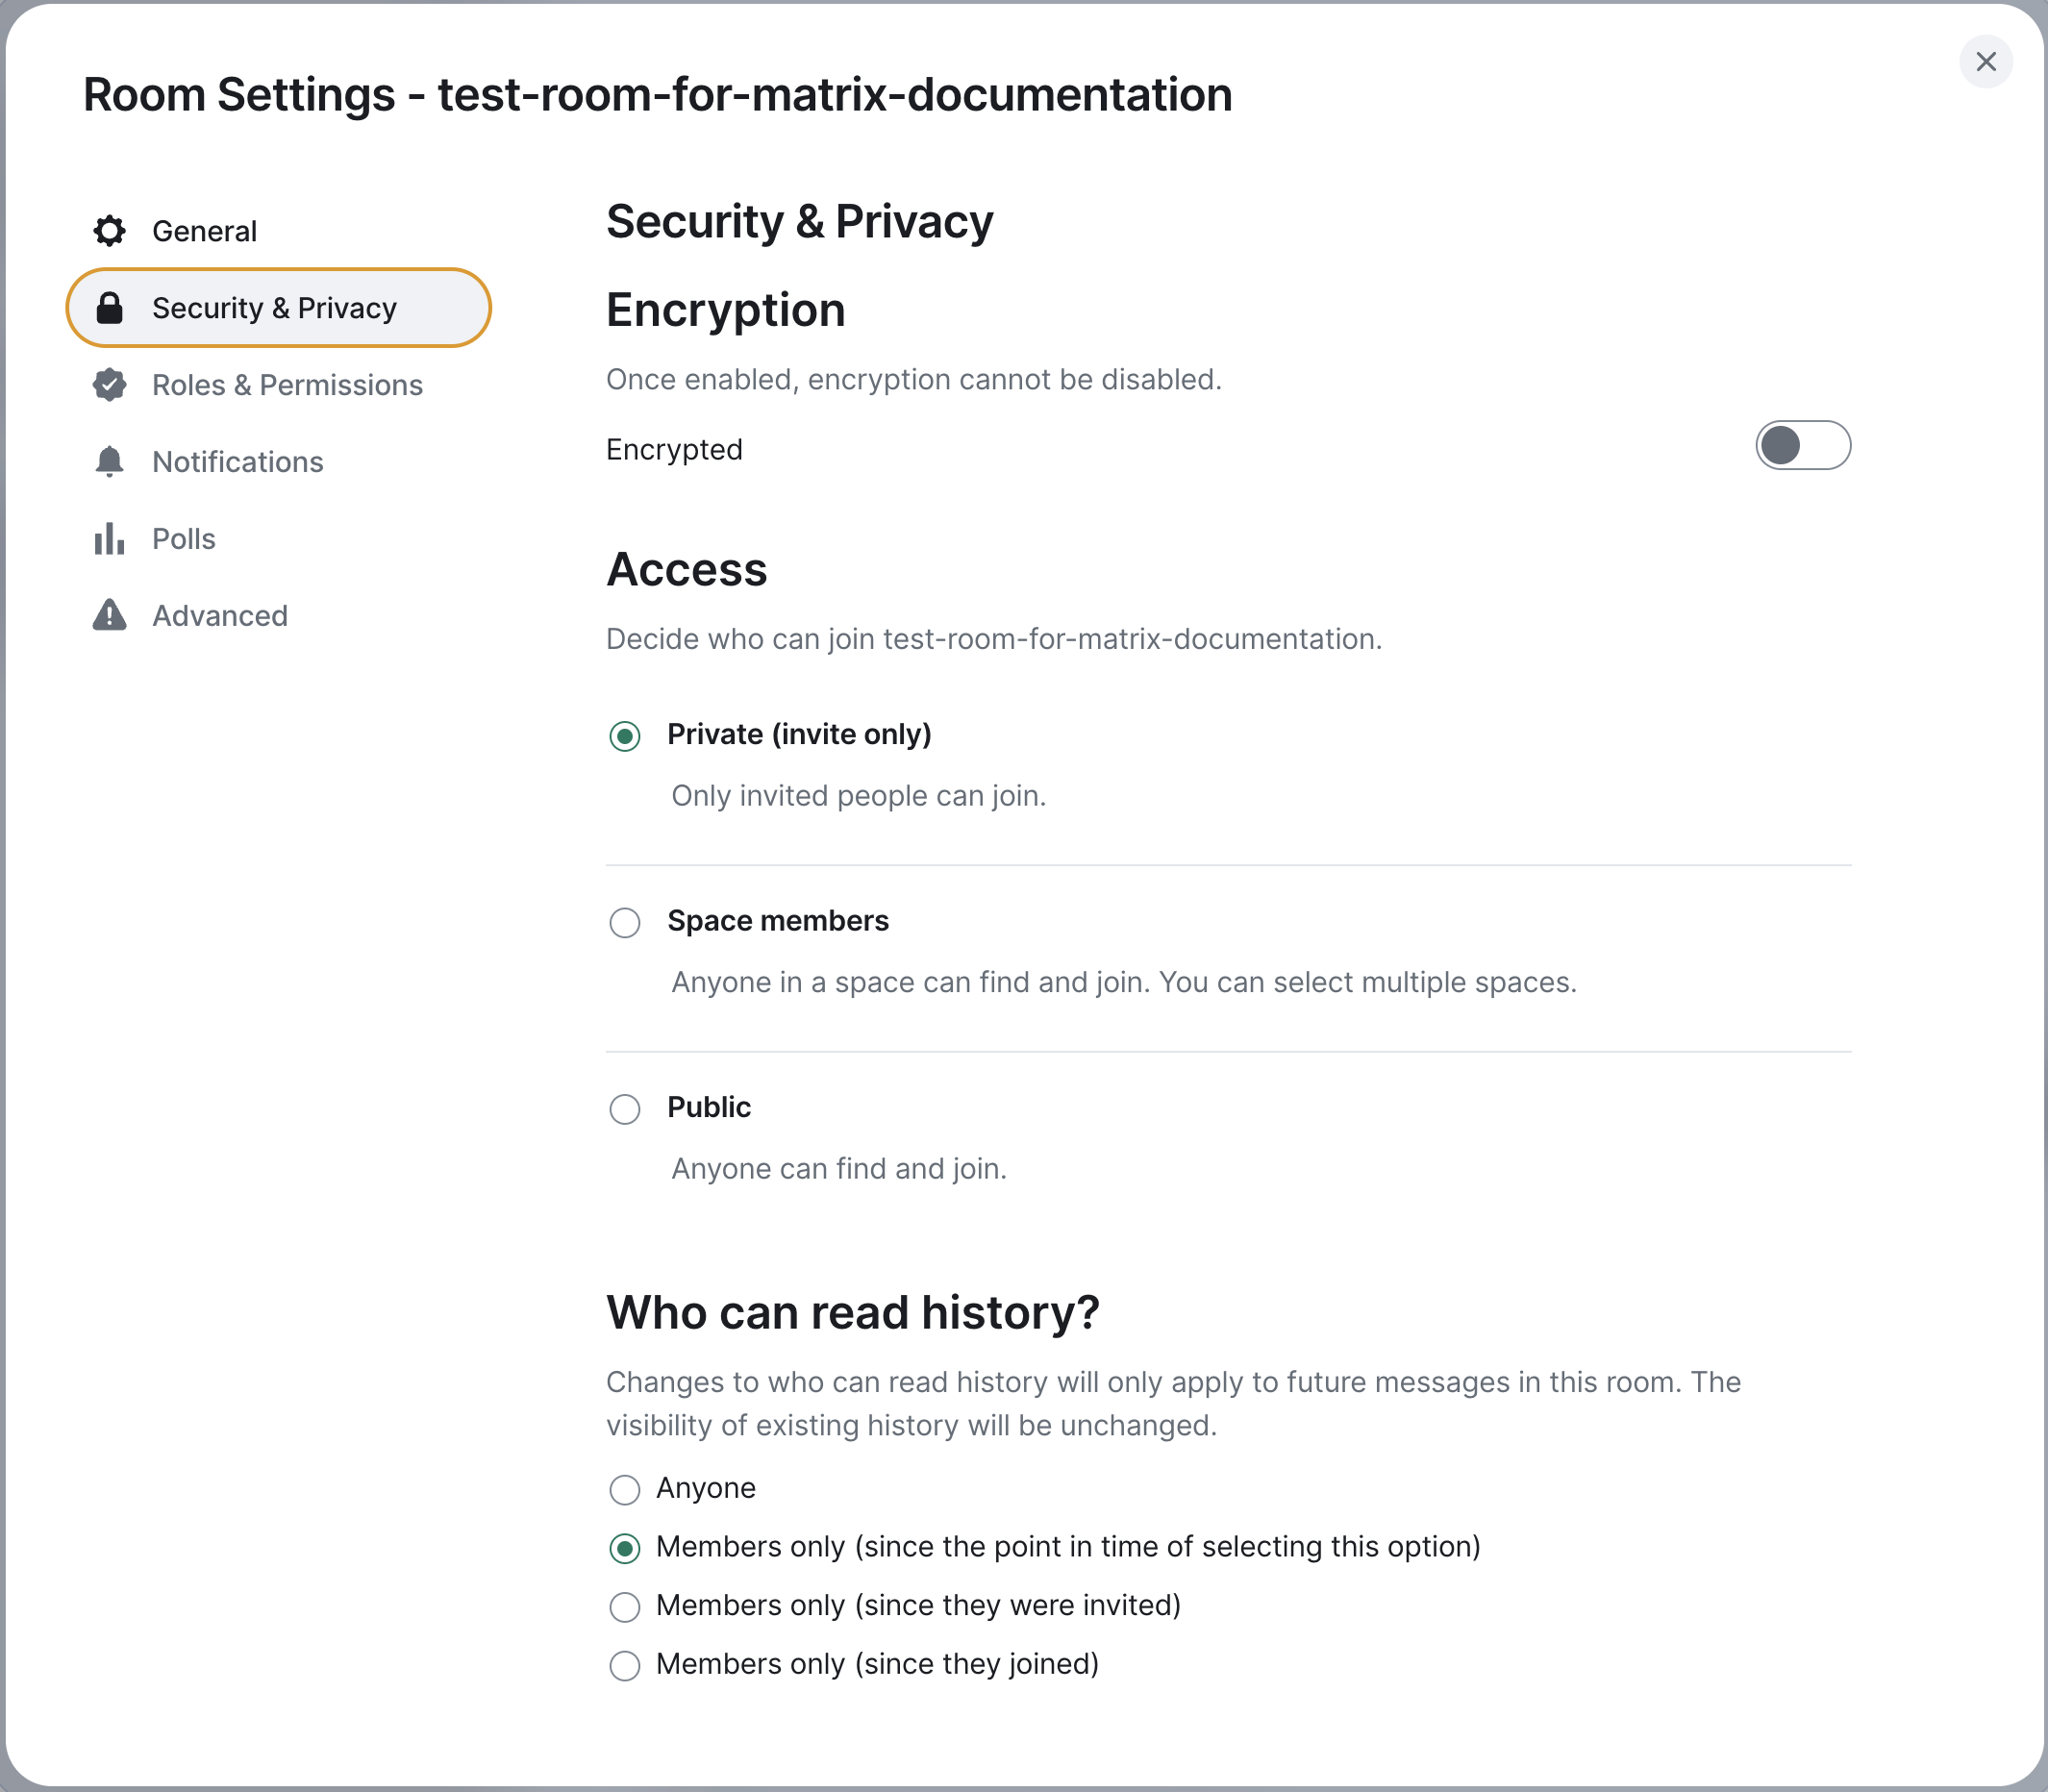 Room Settings - test-room-for-matrix-documentation
General
Security & Privacy
Roles & Permissions
Notifications
Polls
Advanced
Security & Privacy
Encryption
Once enabled, encryption cannot be disabled.
Encrypted
Access
Decide who can join test-room-for-matrix-documentation.
Private (invite only)
Only invited people can join.
Space members
Anyone in a space can find and join. You can select multiple spaces.
Public
Anyone can find and join.
Who can read history?
Changes to who can read history will only apply to future messages in this room. The
visibility of existing history will be unchanged.
Anyone
Members only (since the point in time of selecting this option)
Members only (since they were invited)
Members only (since they joined)